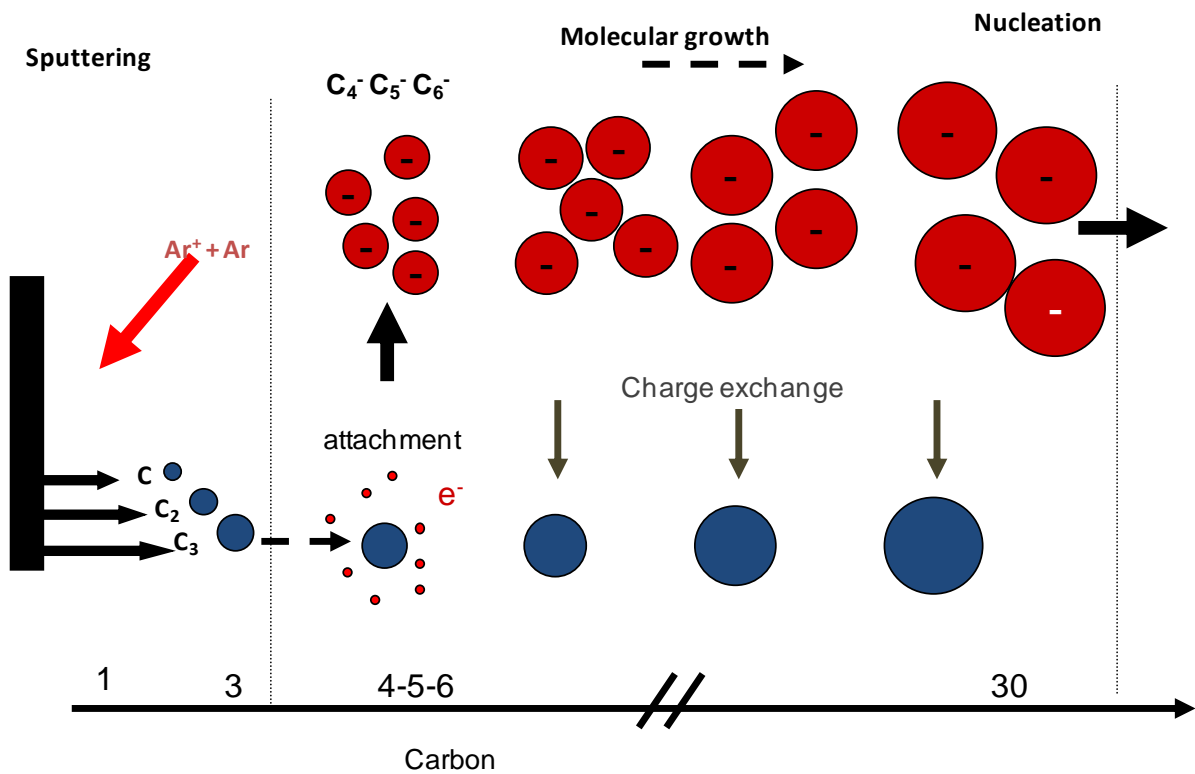 Sputtering
Molecular growth
Nucleation
C₄⁻ C₅⁻ C₆⁻
Ar⁺ + Ar
Charge exchange
attachment
e⁻
C
C₂
C₃
- - - - -
- - - - -
- - - -
- - - -
1 3 4-5-6 30
Carbon